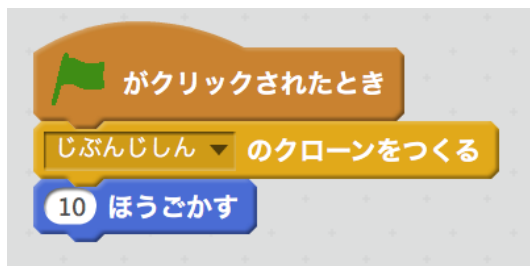 がクリックされたとき
じぶんじしん のクローンをつくる
10 ほうごかす